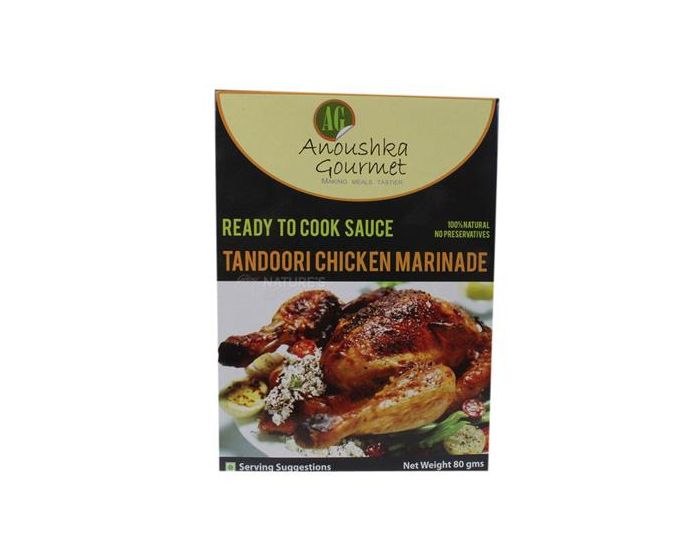 AG
Anoushka
Gourmet
MAKING MEALS TASTIER
READY TO COOK SAUCE
100% NATURAL
NO PRESERVATIVES
TANDOORI CHICKEN MARINADE
NATURE'S
Serving Suggestions
Net Weight 80 gms